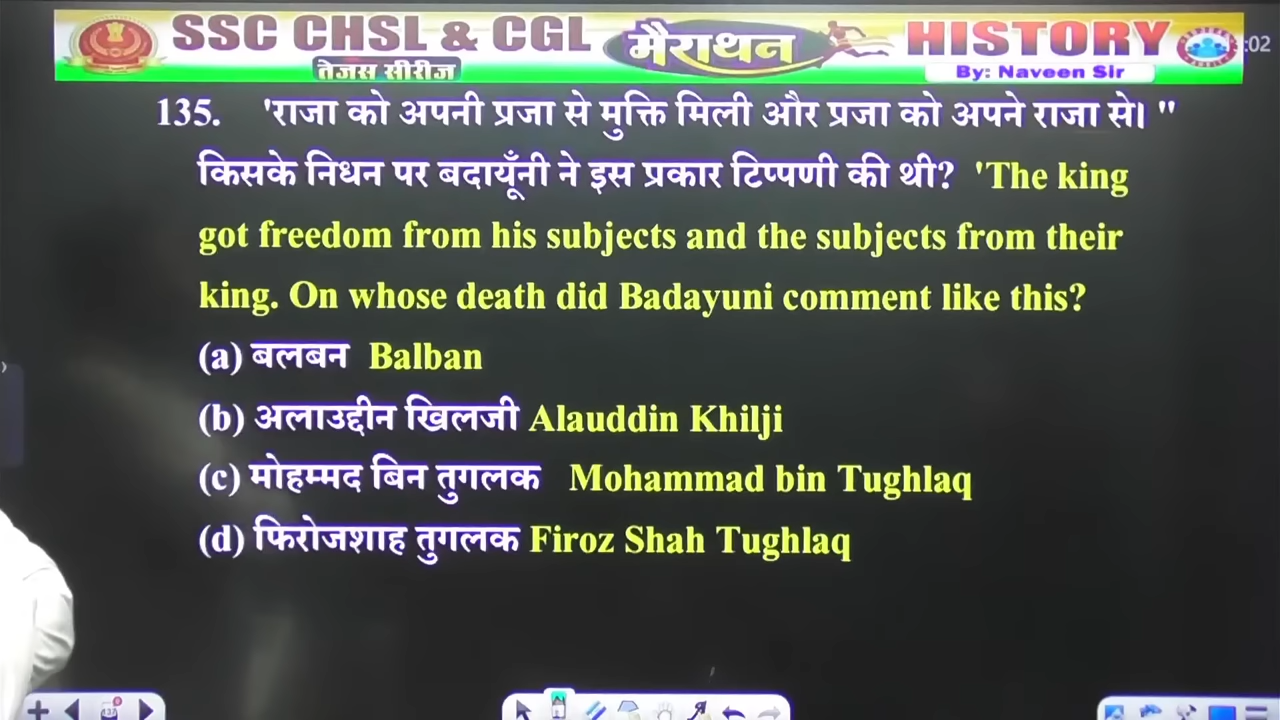 SSC CHSL & CGL
तेजस सीरीज
मैराथन
HISTORY
By: Naveen Sir
:02
135. 'राजा को अपनी प्रजा से मुक्ति मिली और प्रजा को अपने राजा से। "
किसके निधन पर बदायूँनी ने इस प्रकार टिप्पणी की थी? 'The king
got freedom from his subjects and the subjects from their
king. On whose death did Badayuni comment like this?
(a) बलबन Balban
(b) अलाउद्दीन खिलजी Alauddin Khilji
(c) मोहम्मद बिन तुगलक Mohammad bin Tughlaq
(d) फिरोजशाह तुगलक Firoz Shah Tughlaq